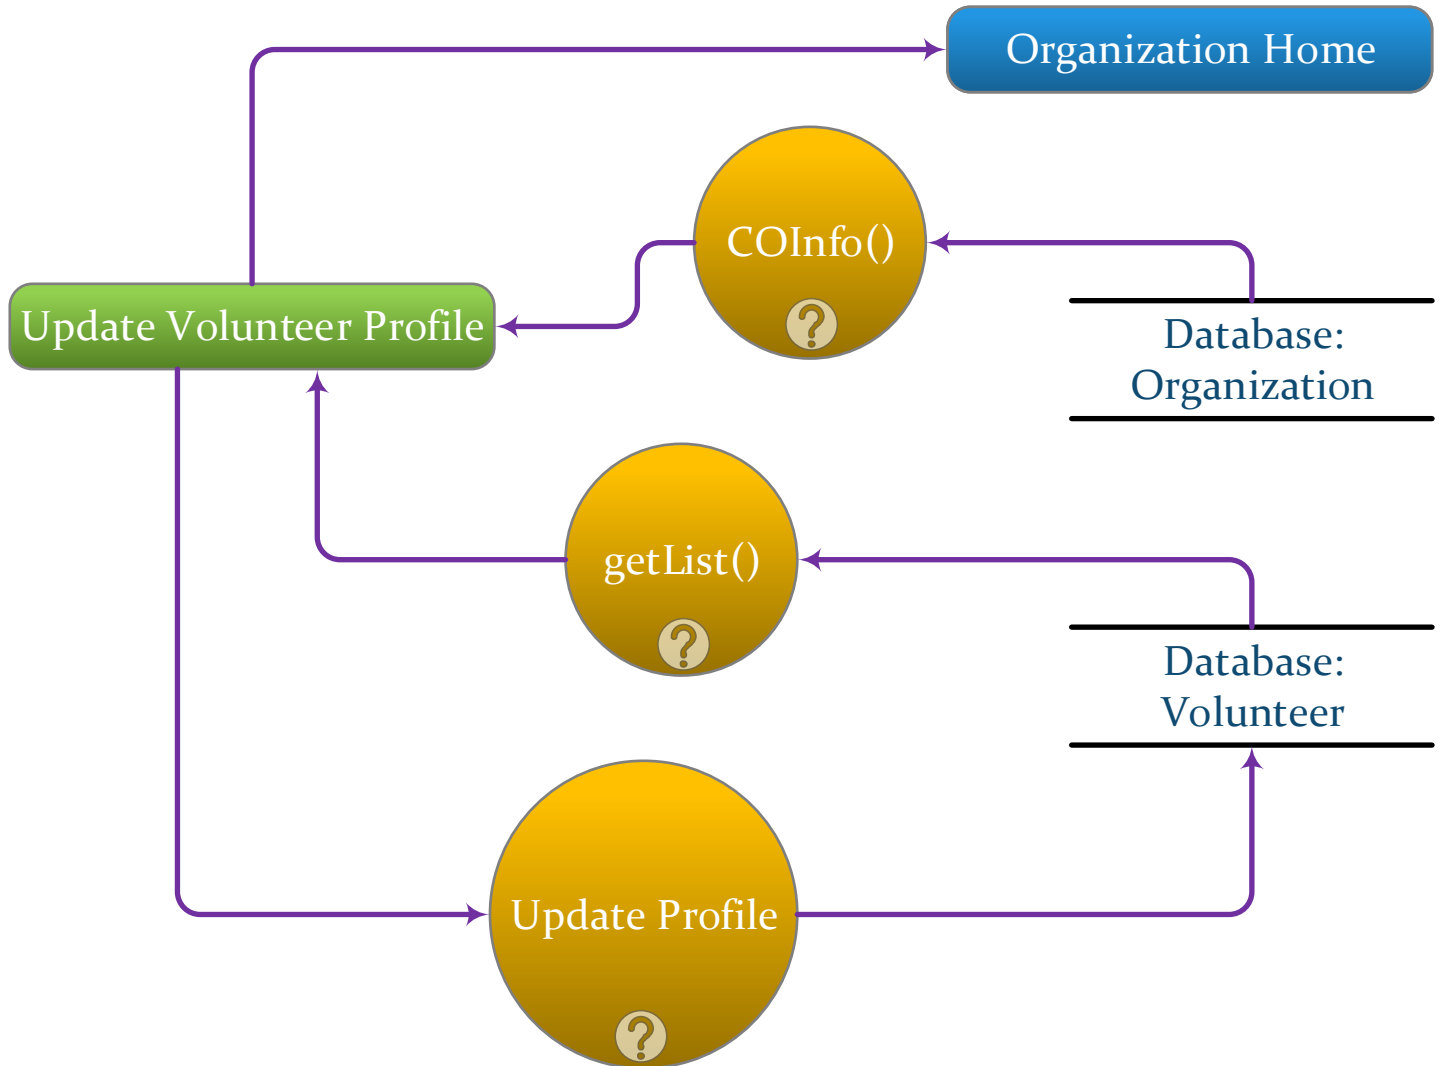 Organization Home
COInfo()
Update Volunteer Profile
Database:
Organization
getList()
Database:
Volunteer
Update Profile
?
?
?